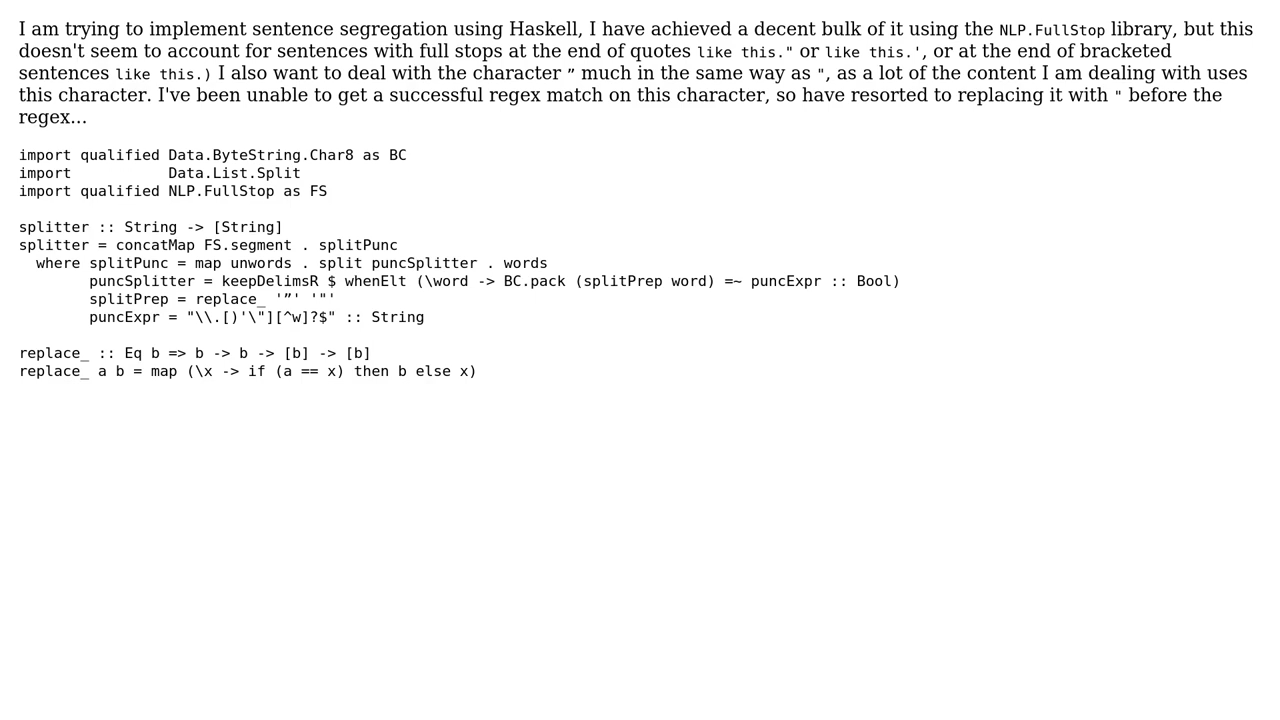 I am trying to implement sentence segregation using Haskell, I have achieved a decent bulk of it using the NLP.FullStop library, but this
doesn't seem to account for sentences with full stops at the end of quotes like this." or like this.', or at the end of bracketed
sentences like this.) I also want to deal with the character ” much in the same way as ", as a lot of the content I am dealing with uses
this character. I've been unable to get a successful regex match on this character, so have resorted to replacing it with " before the
regex...
import qualified Data.ByteString.Char8 as BC
import           Data.List.Split
import qualified NLP.FullStop as FS
splitter :: String -> [String]
splitter = concatMap FS.segment . splitPunc
  where splitPunc = map unwords . split puncSplitter . words
        puncSplitter = keepDelimsR $ whenElt (\word -> BC.pack (splitPrep word) =~ puncExpr :: Bool)
        splitPrep = replace_ '”' '"'
        puncExpr = "\\.[)'\"][^w]?$" :: String
replace_ :: Eq b => b -> b -> [b] -> [b]
replace_ a b = map (\x -> if (a == x) then b else x)